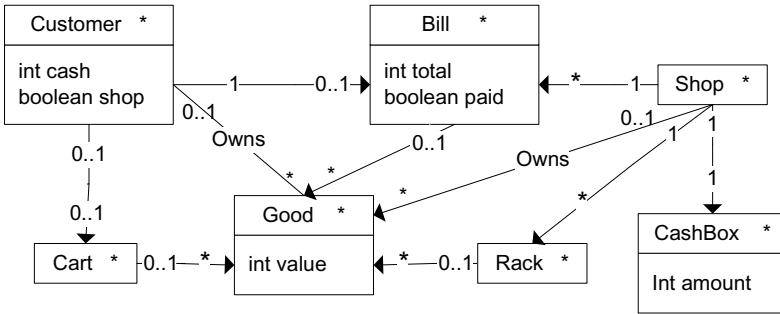 Customer *
int cash
boolean shop
Bill *
int total
boolean paid
Shop *
1
0..1
*
1
0..1
Owns
*
0..1
*
0..1
Owns
*
1
*
1
1
0..1
0..1
Good *
int value
Cart *
0..1
*
*
0..1
Rack *
CashBox *
Int amount